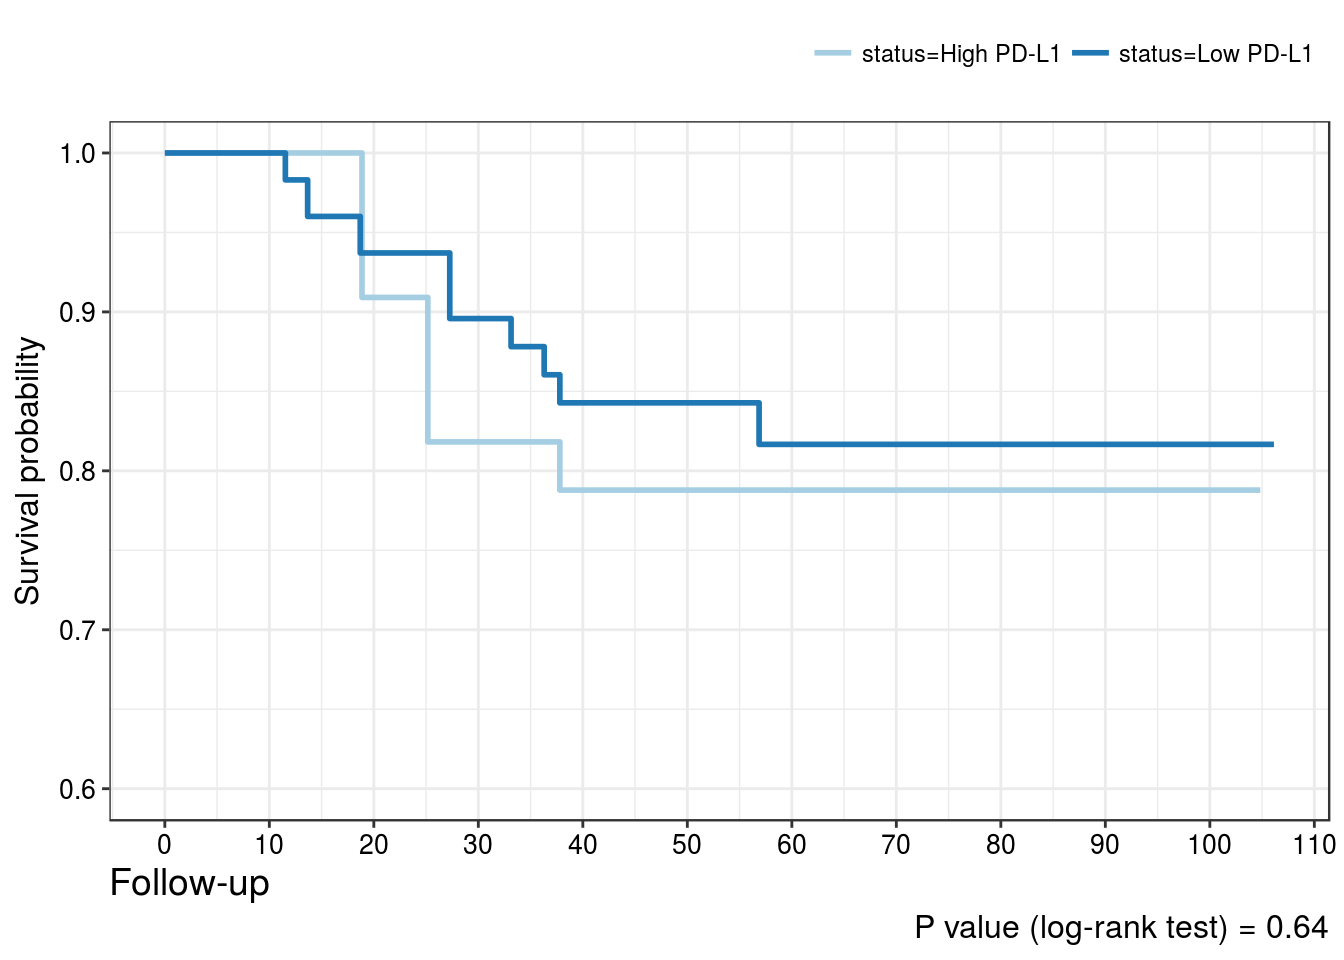 status=High PD-L1 status=Low PD-L1
Survival probability
1.0
0.9
0.8
0.7
0.6
0 10 20 30 40 50 60 70 80 90 100 110
Follow-up
P value (log-rank test) = 0.64